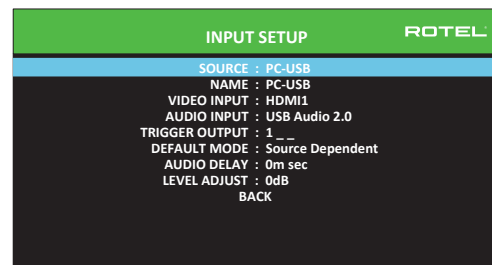 INPUT SETUP
ROTEL
SOURCE : PC-USB
NAME : PC-USB
VIDEO INPUT : HDMI1
AUDIO INPUT : USB Audio 2.0
TRIGGER OUTPUT : 1 _ _
DEFAULT MODE : Source Dependent
AUDIO DELAY : 0m sec
LEVEL ADJUST : 0dB
BACK